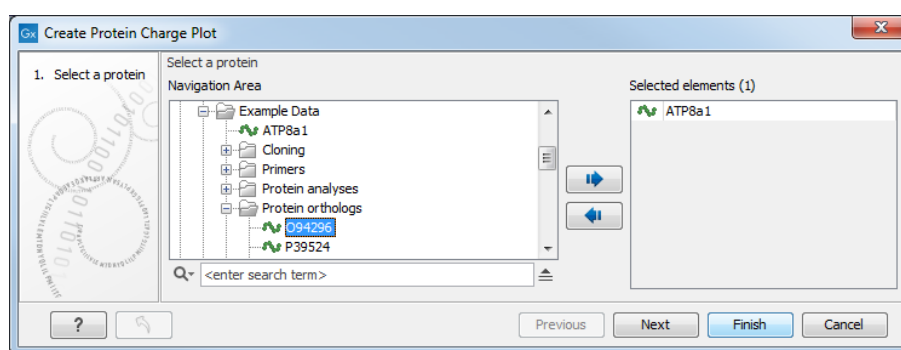 Gx Create Protein Charge Plot
1. Select a protein
Select a protein
Navigation Area
Example Data
ATP8a1
Cloning
Primers
Protein analyses
Protein orthologs
O94296
P39524
<enter search term>
Selected elements (1)
ATP8a1
?
Previous
Next
Finish
Cancel